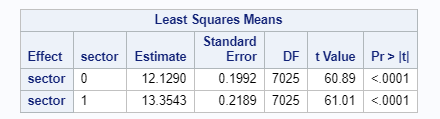 Least Squares Means
Effect sector Estimate Standard Error DF t Value Pr > |t|
sector 0 12.1290 0.1992 7025 60.89 <.0001
sector 1 13.3543 0.2189 7025 61.01 <.0001